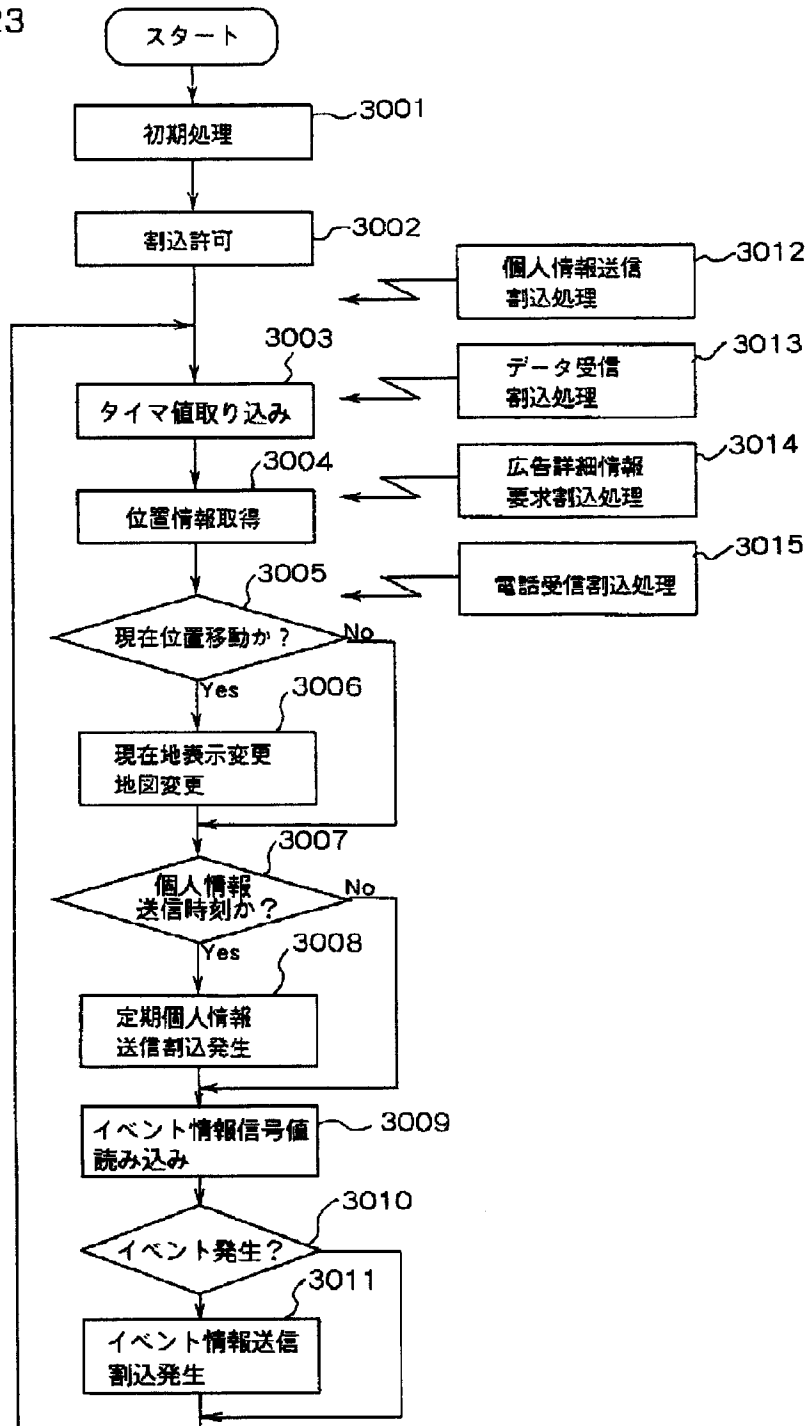 23
スタート
3001
初期処理
3002
割込許可
3012
個人情報送信
割込処理
3003
タイマ値取り込み
3013
データ受信
割込処理
3004
位置情報取得
3014
広告詳細情報
要求割込処理
3005
現在位置移動か?
No
Yes
3015
電話受信割込処理
3006
現在地表示変更
地図変更
3007
個人情報
送信時刻か?
No
Yes
3008
定期個人情報
送信割込発生
イベント情報信号値
読み込み
3009
3010
イベント発生?
3011
イベント情報送信
割込発生